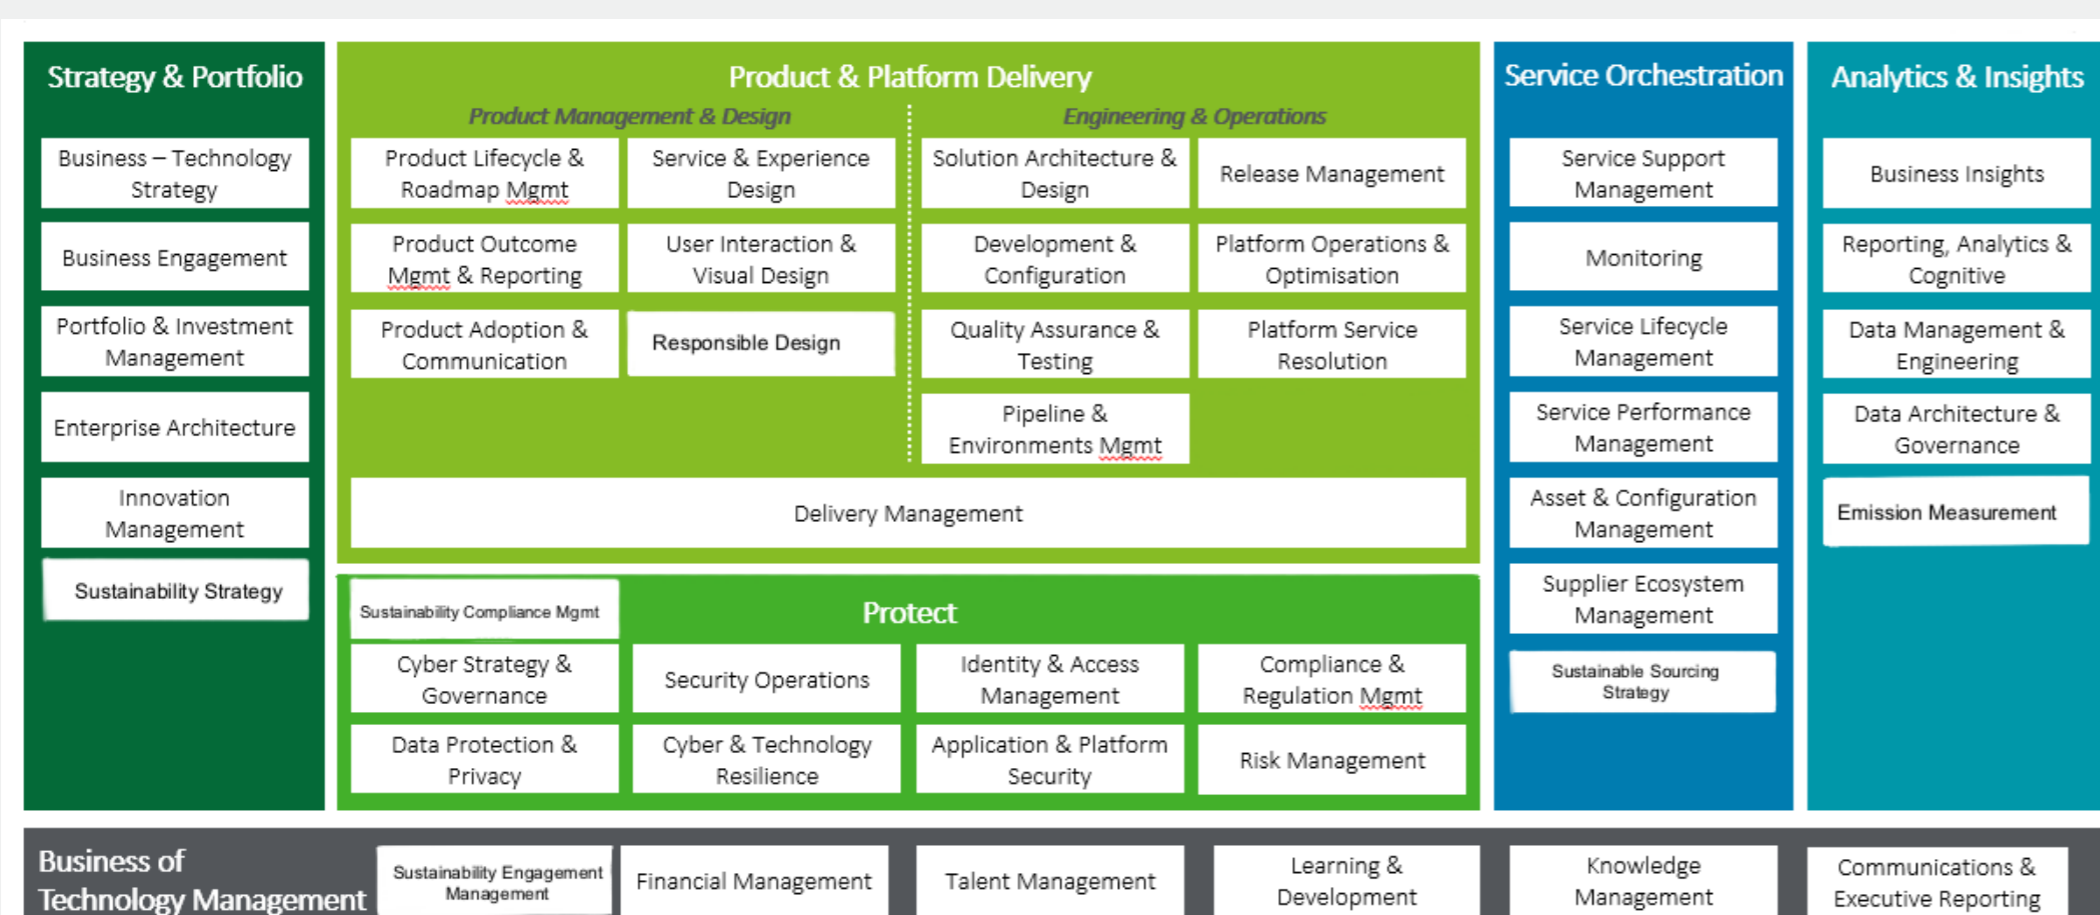 Strategy & Portfolio
Business – Technology
Strategy
Business Engagement
Portfolio & Investment
Management
Enterprise Architecture
Innovation
Management
Sustainability Strategy
Product & Platform Delivery
Product Management & Design
Product Lifecycle &
Roadmap Mgmt
Service & Experience
Design
Product Outcome
Mgmt & Reporting
User Interaction &
Visual Design
Product Adoption &
Communication
Responsible Design
Engineering & Operations
Solution Architecture &
Design
Release Management
Development &
Configuration
Platform Operations &
Optimisation
Quality Assurance &
Testing
Platform Service
Resolution
Pipeline &
Environments Mgmt
Delivery Management
Sustainability Compliance Mgmt
Protect
Cyber Strategy &
Governance
Security Operations
Identity & Access
Management
Compliance &
Regulation Mgmt
Data Protection &
Privacy
Cyber & Technology
Resilience
Application & Platform
Security
Risk Management
Service Orchestration
Service Support
Management
Monitoring
Service Lifecycle
Management
Service Performance
Management
Asset & Configuration
Management
Supplier Ecosystem
Management
Sustainable Sourcing
Strategy
Analytics & Insights
Business Insights
Reporting, Analytics &
Cognitive
Data Management &
Engineering
Data Architecture &
Governance
Emission Measurement
Business of
Technology Management
Sustainability Engagement
Management
Financial Management
Talent Management
Learning &
Development
Knowledge
Management
Communications &
Executive Reporting